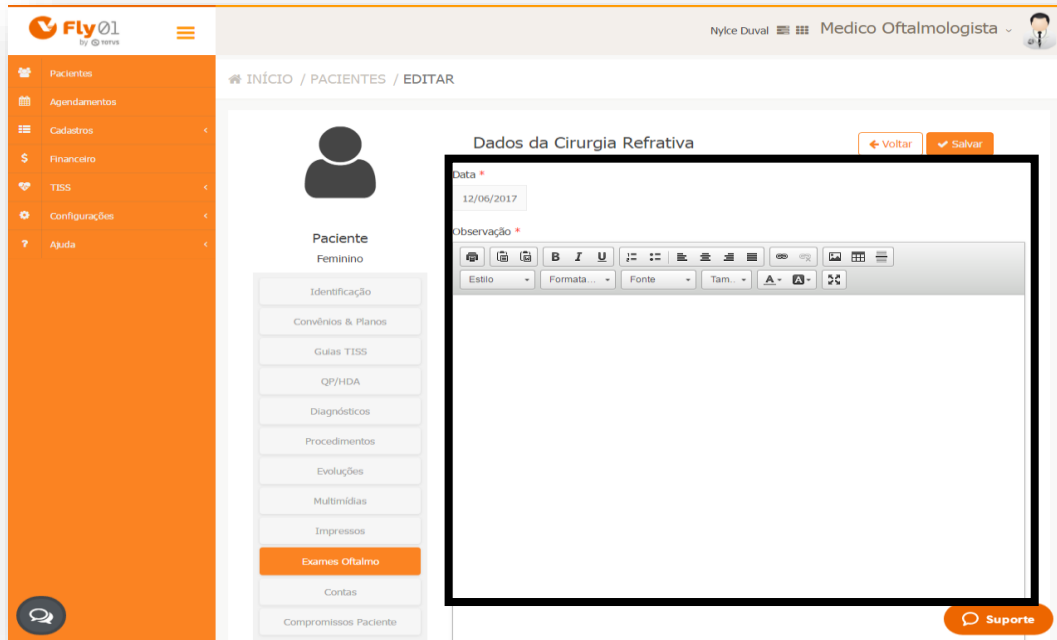 Fly01
by totvs
Nylce Duval
Medico Oftalmologista
Pacientes
Agendamentos
Cadastros
Financeiro
TISS
Configurações
Ajuda
INÍCIO / PACIENTES / EDITAR
Paciente
Feminino
Identificação
Convênios & Planos
Guias TISS
QP/HDA
Diagnósticos
Procedimentos
Evoluções
Multimídias
Impressos
Exames Oftalmo
Contas
Compromissos Paciente
Dados da Cirurgia Refrativa
Voltar
Salvar
Data *
12/06/2017
Observação *
B I U
Estilo Formata... Fonte Tam... A A
Suporte